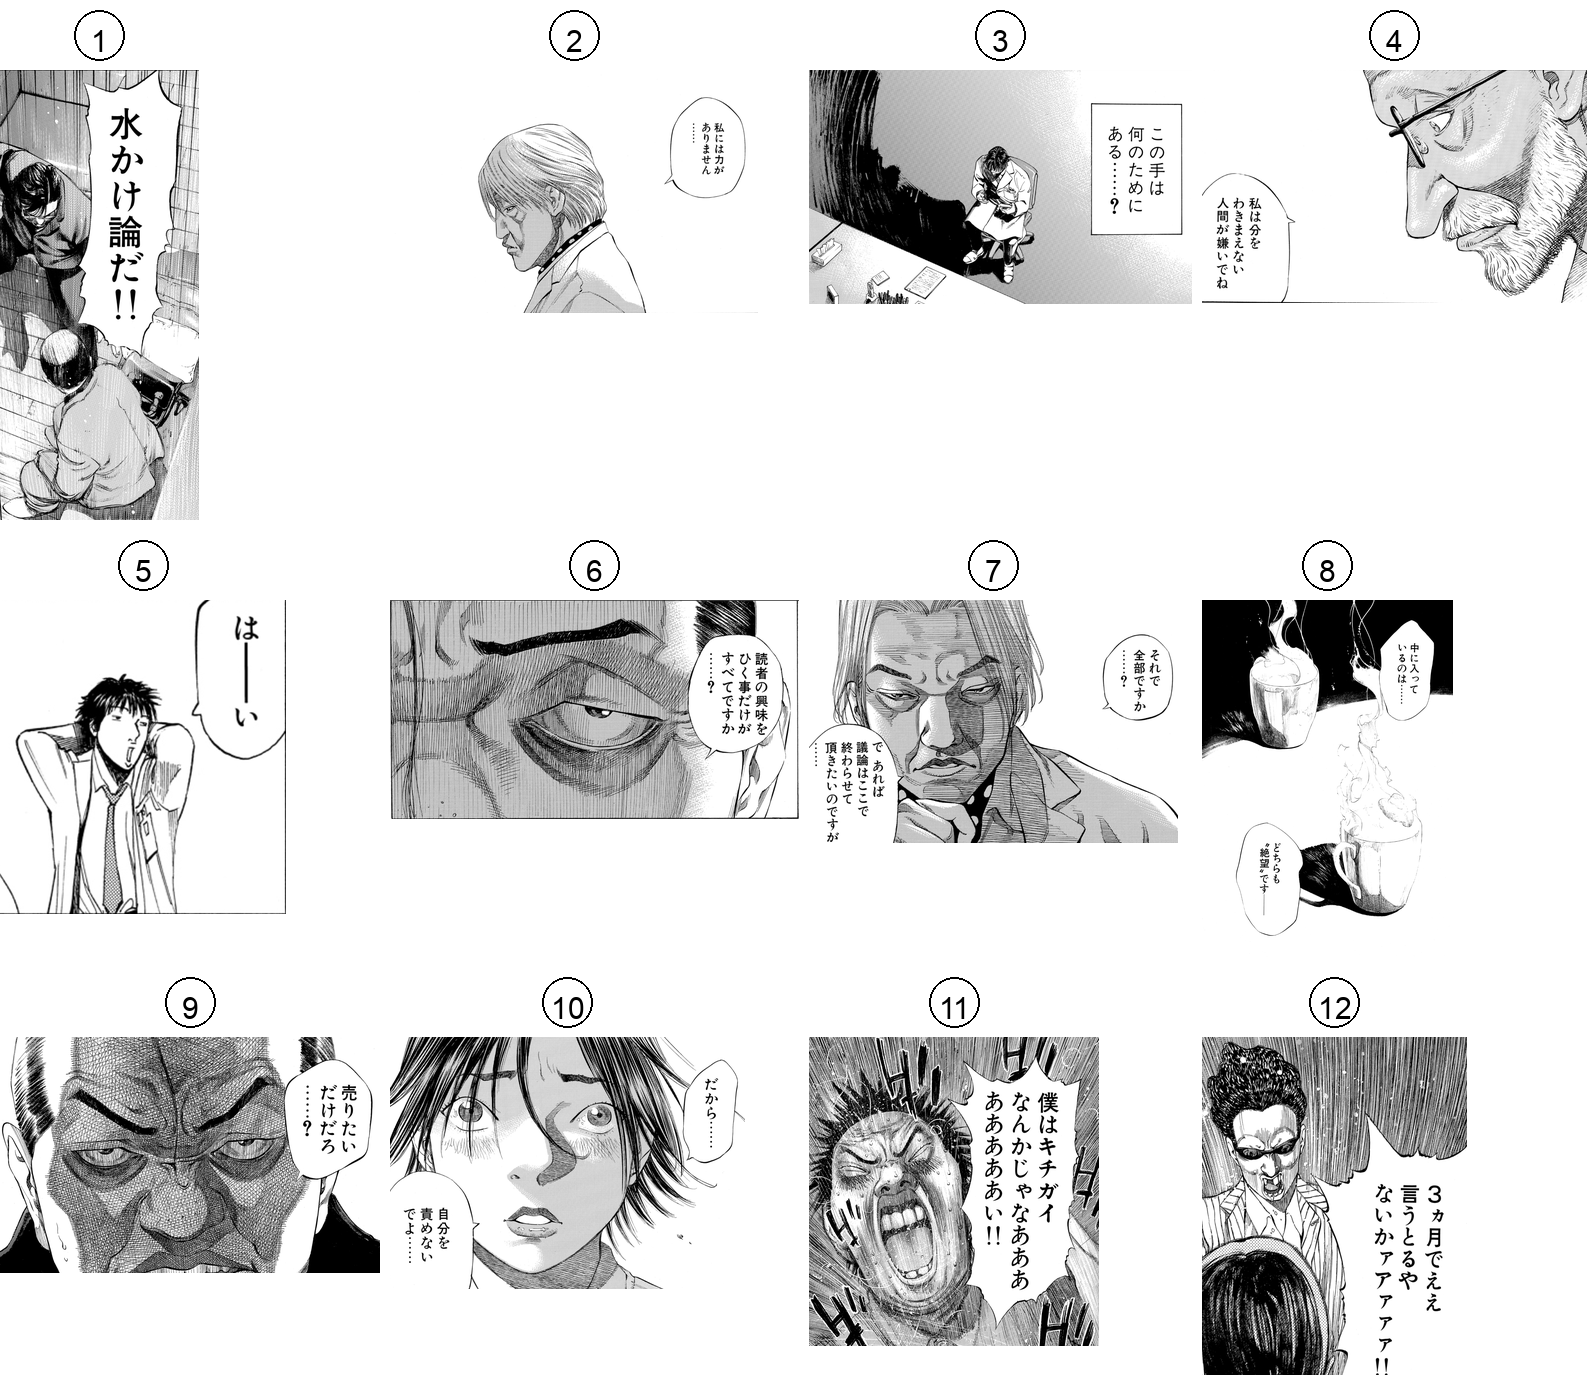 1
水かけ論だ!!
2
私には力が
ありません
……
3
この手は
何のために
ある……?
4
私は分を
わきまえない
人間が嫌いでね
5
はーーい
6
読者の興味を
ひく事だけが
すべてですか
……?
7
それで
全部ですか
……?
で あれば
議論はここで
終わらせて
頂きたいのですが
……
8
中に入って
いるのは……
どちらも
“絶望”です――
9
売りたい
だけだろ
……?
10
だから……
自分を
責めない
でよ……
11
僕はキチガイ
なんかじゃなあああ
ああああああい!!
12
3ヵ月でええ
言うとるや
ないかァアァァァ!!